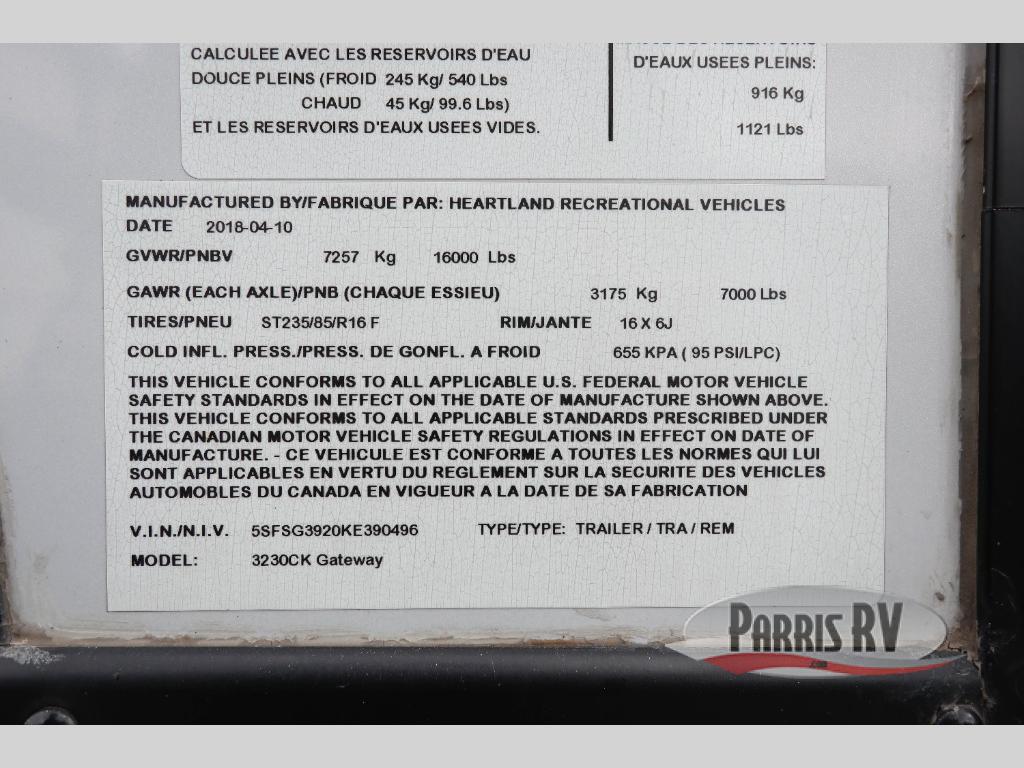 CALCULEE AVEC LES RESERVOIRS D'EAU
DOUCE PLEINS (FROID 245 Kg/ 540 Lbs
CHAUD 45 Kg/ 99.6 Lbs)
ET LES RESERVOIRS D'EAUX USEES VIDES.
D'EAUX USEES PLEINS:
916 Kg
1121 Lbs
MANUFACTURED BY/FABRIQUE PAR: HEARTLAND RECREATIONAL VEHICLES
DATE 2018-04-10
GVWR/PNBV 7257 Kg 16000 Lbs
GAWR (EACH AXLE)/PNB (CHAQUE ESSIEU) 3175 Kg 7000 Lbs
TIRES/PNEU ST235/85/R16 F RIM/JANTE 16 X 6J
COLD INFL. PRESS./PRESS. DE GONFL. A FROID 655 KPA ( 95 PSI/LPC)
THIS VEHICLE CONFORMS TO ALL APPLICABLE U.S. FEDERAL MOTOR VEHICLE
SAFETY STANDARDS IN EFFECT ON THE DATE OF MANUFACTURE SHOWN ABOVE.
THIS VEHICLE CONFORMS TO ALL APPLICABLE STANDARDS PRESCRIBED UNDER
THE CANADIAN MOTOR VEHICLE SAFETY REGULATIONS IN EFFECT ON DATE OF
MANUFACTURE. - CE VEHICULE EST CONFORME A TOUTES LES NORMES QUI LUI
SONT APPLICABLES EN VERTU DU REGLEMENT SUR LA SECURITE DES VEHICLES
AUTOMOBLES DU CANADA EN VIGUEUR A LA DATE DE SA FABRICATION
V.I.N./N.I.V. 5SFSG3920KE390496 TYPE/TYPE: TRAILER / TRA / REM
MODEL: 3230CK Gateway
PARRIS RV
.com